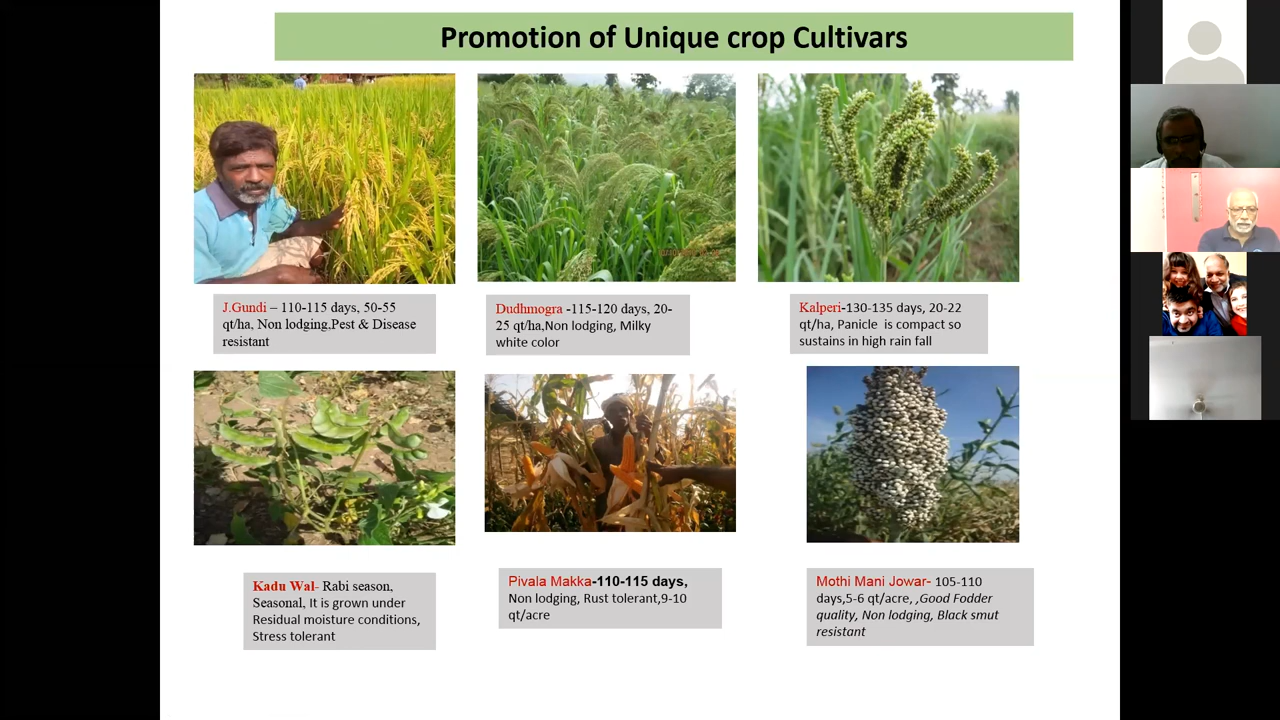 Promotion of Unique crop Cultivars
J.Gundi – 110-115 days, 50-55
qt/ha, Non lodging,Pest & Disease
resistant
Dudhmogra -115-120 days, 20-
25 qt/ha,Non lodging, Milky
white color
Kalperi-130-135 days, 20-22
qt/ha, Panicle is compact so
sustains in high rain fall
Kadu Wal- Rabi season,
Seasonal, It is grown under
Residual moisture conditions,
Stress tolerant
Pivala Makka-110-115 days,
Non lodging, Rust tolerant,9-10
qt/acre
Mothi Mani Jowar- 105-110
days,5-6 qt/acre, ,Good Fodder
quality, Non lodging, Black smut
resistant